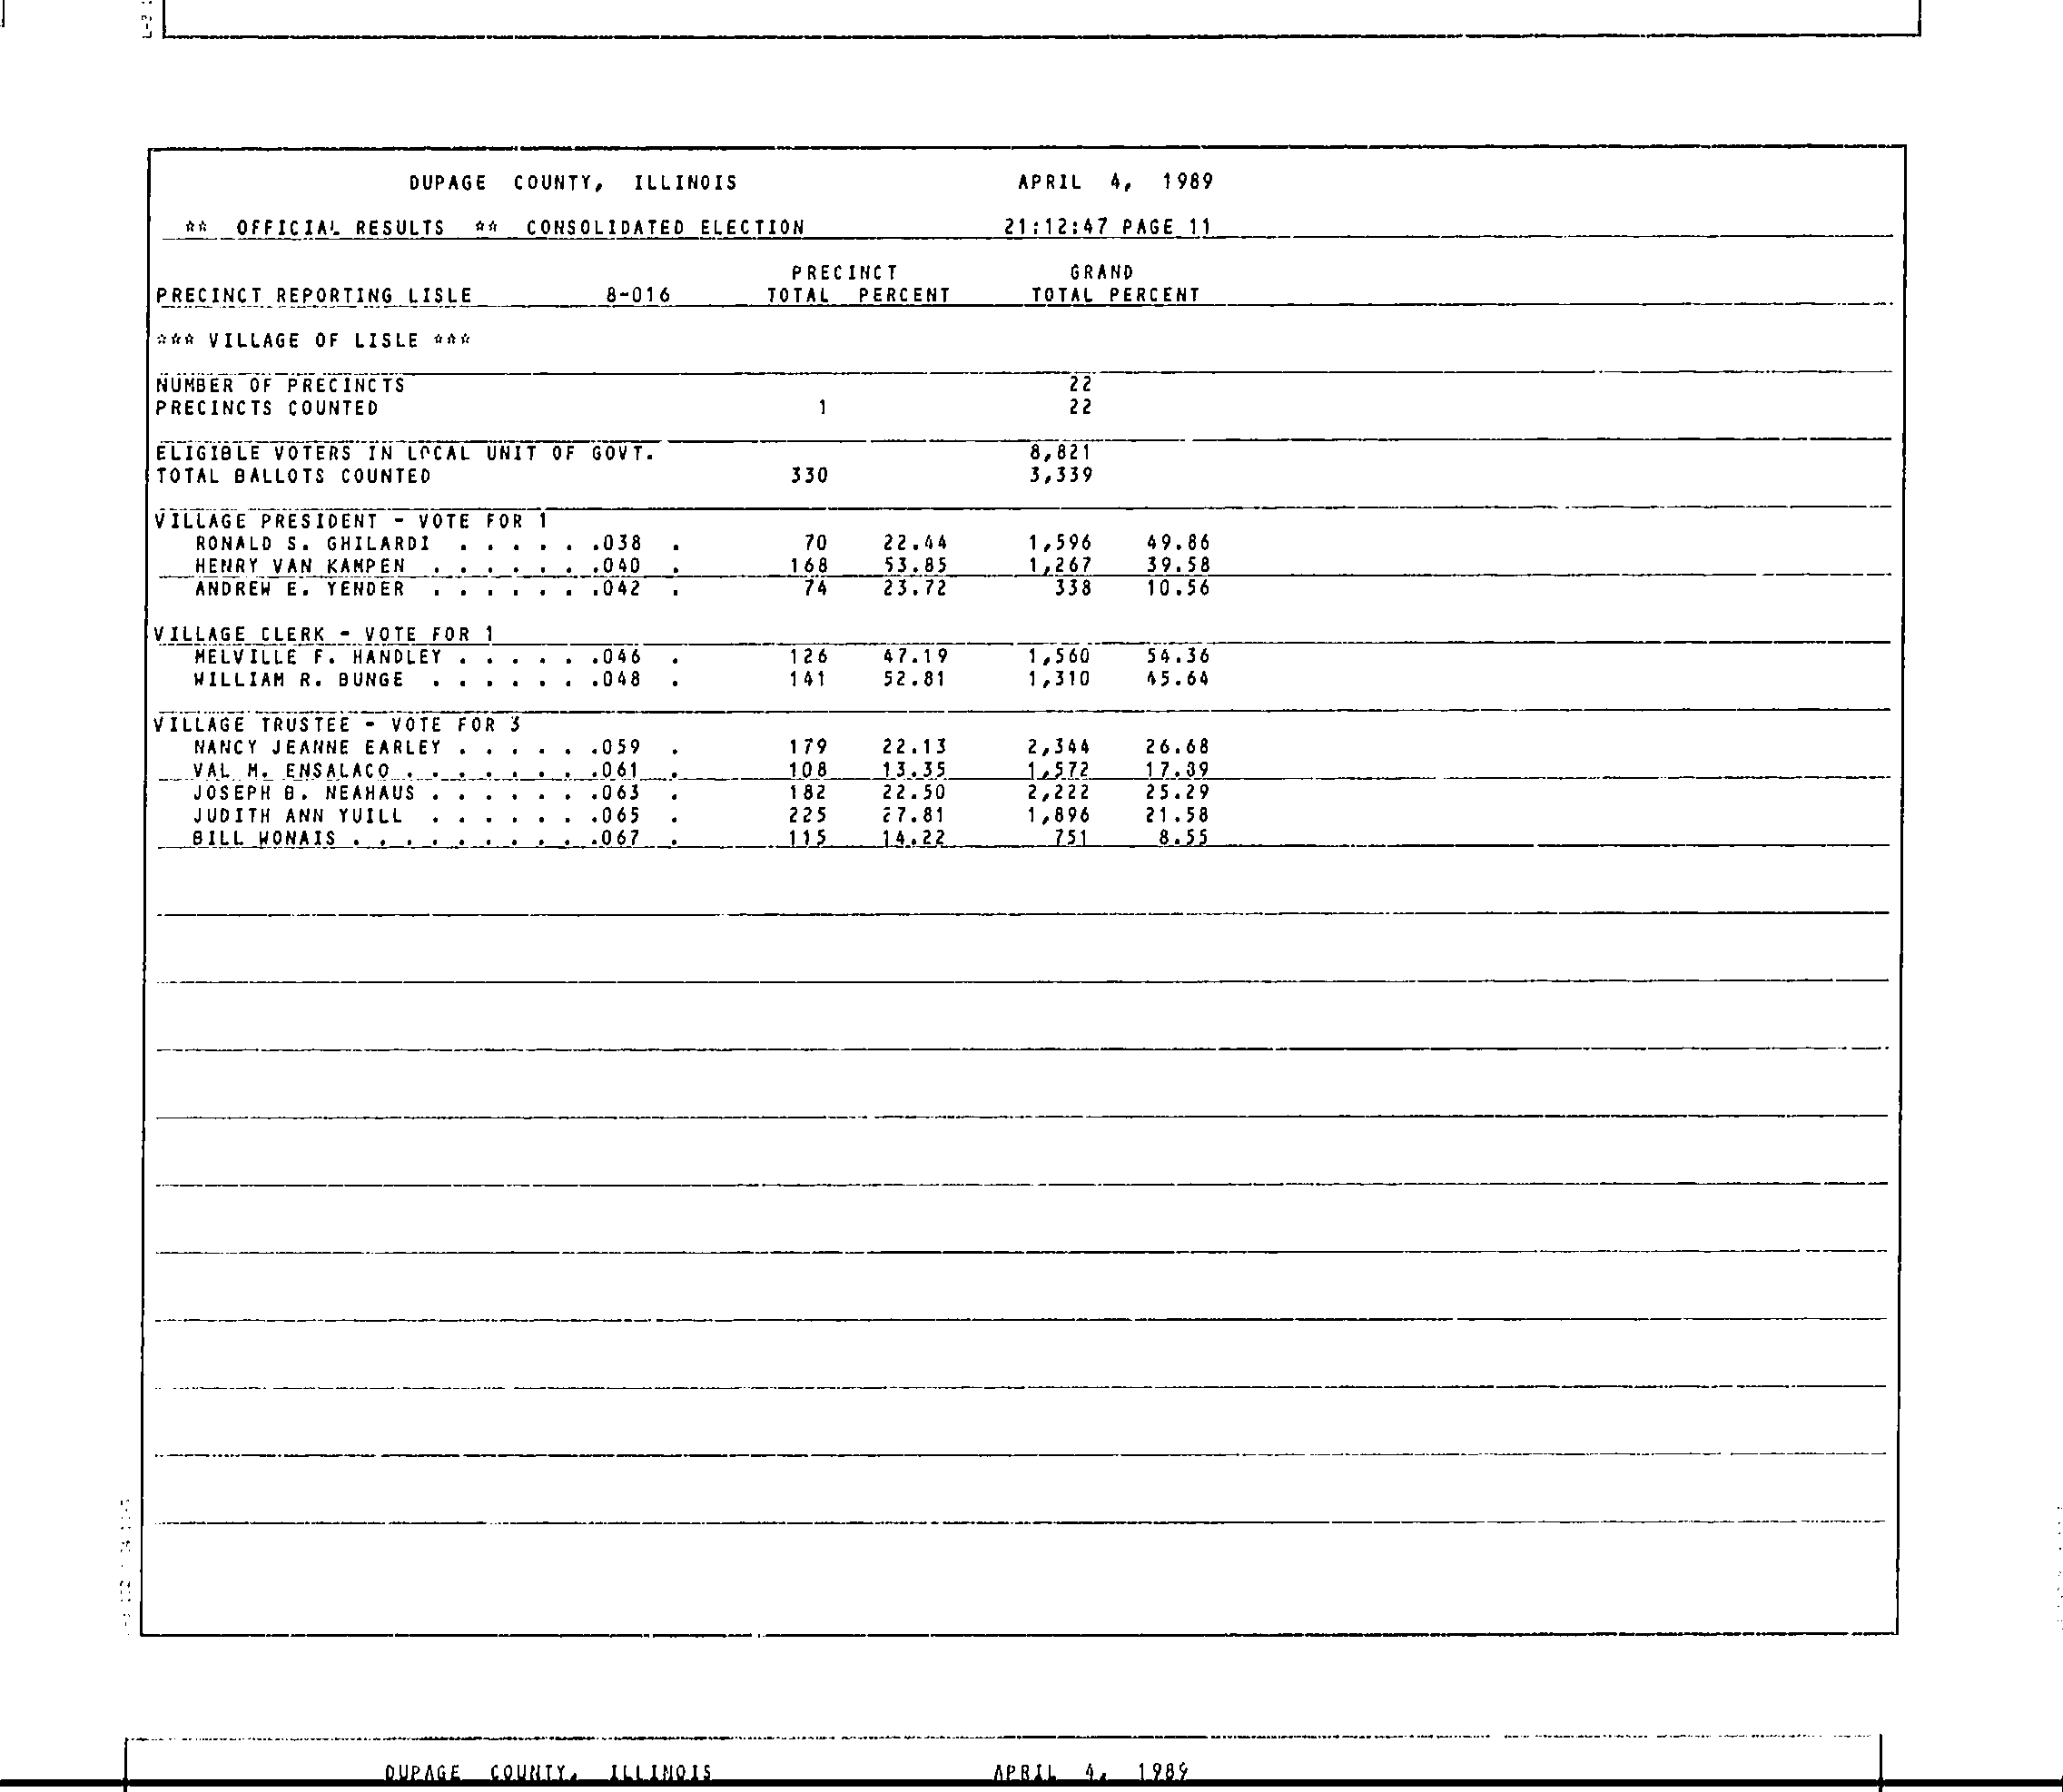 DUPAGE COUNTY, ILLINOIS APRIL 4, 1989
** OFFICIAL RESULTS ** CONSOLIDATED ELECTION 21:12:47 PAGE 11
PRECINCT GRAND
PRECINCT REPORTING LISLE 8-016 TOTAL PERCENT TOTAL PERCENT
*** VILLAGE OF LISLE ***
NUMBER OF PRECINCTS 22
PRECINCTS COUNTED 1 22
ELIGIBLE VOTERS IN LOCAL UNIT OF GOVT. 8,821
TOTAL BALLOTS COUNTED 330 3,339
VILLAGE PRESIDENT - VOTE FOR 1
RONALD S. GHILARDI . . . . . .038 . 70 22.44 1,596 49.86
HENRY VAN KAMPEN . . . . . . .040 . 168 53.85 1,267 39.58
ANDREW E. YENDER . . . . . . .042 . 74 23.72 338 10.56
VILLAGE CLERK - VOTE FOR 1
MELVILLE F. HANDLEY . . . . . .046 . 126 47.19 1,560 54.36
WILLIAM R. BUNGE . . . . . . .048 . 141 52.81 1,310 45.64
VILLAGE TRUSTEE - VOTE FOR 3
NANCY JEANNE EARLEY . . . . . .059 . 179 22.13 2,344 26.68
VAL M. ENSALACO . . . . . . . .061 . 108 13.35 1,572 17.89
JOSEPH B. NEAHAUS . . . . . . .063 . 182 22.50 2,222 25.29
JUDITH ANN YUILL . . . . . . .065 . 225 27.81 1,896 21.58
BILL WONAIS . . . . . . . . . .067 . 115 14.22 751 8.55
DUPAGE COUNTY, ILLINOIS APRIL 4, 1989